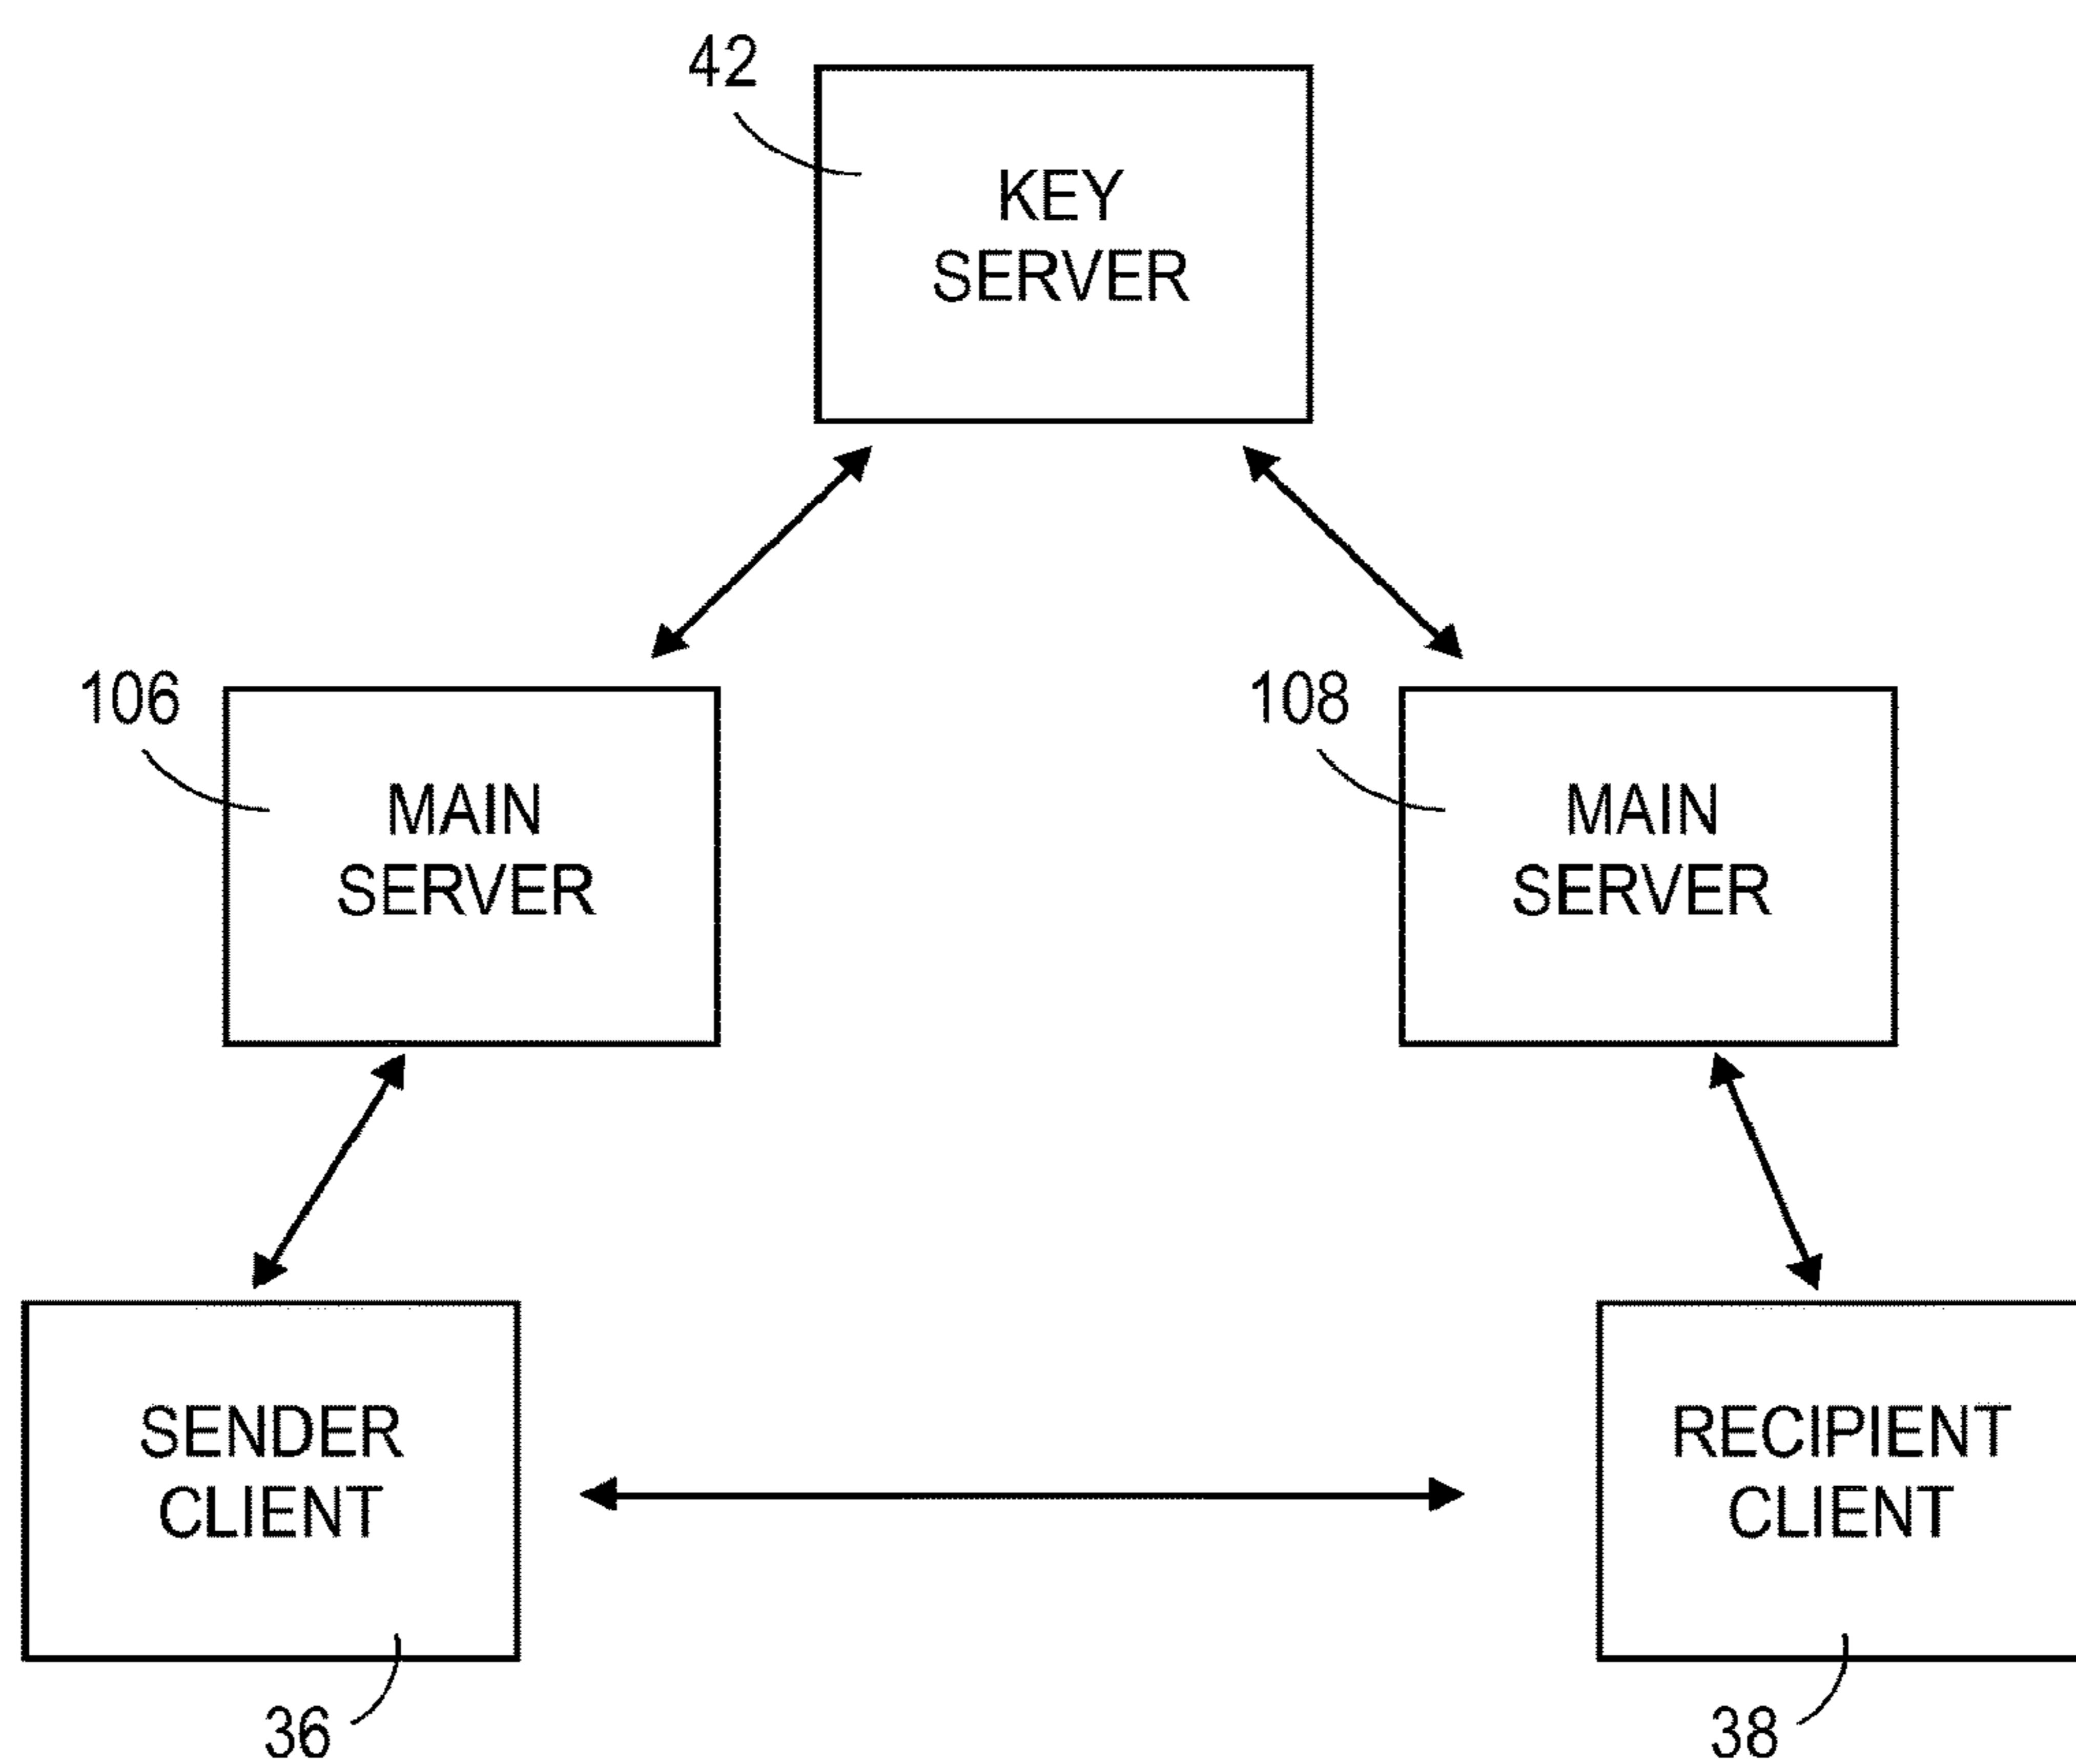 42
KEY
SERVER
106
MAIN
SERVER
108
MAIN
SERVER
SENDER
CLIENT
36
RECIPIENT
CLIENT
38